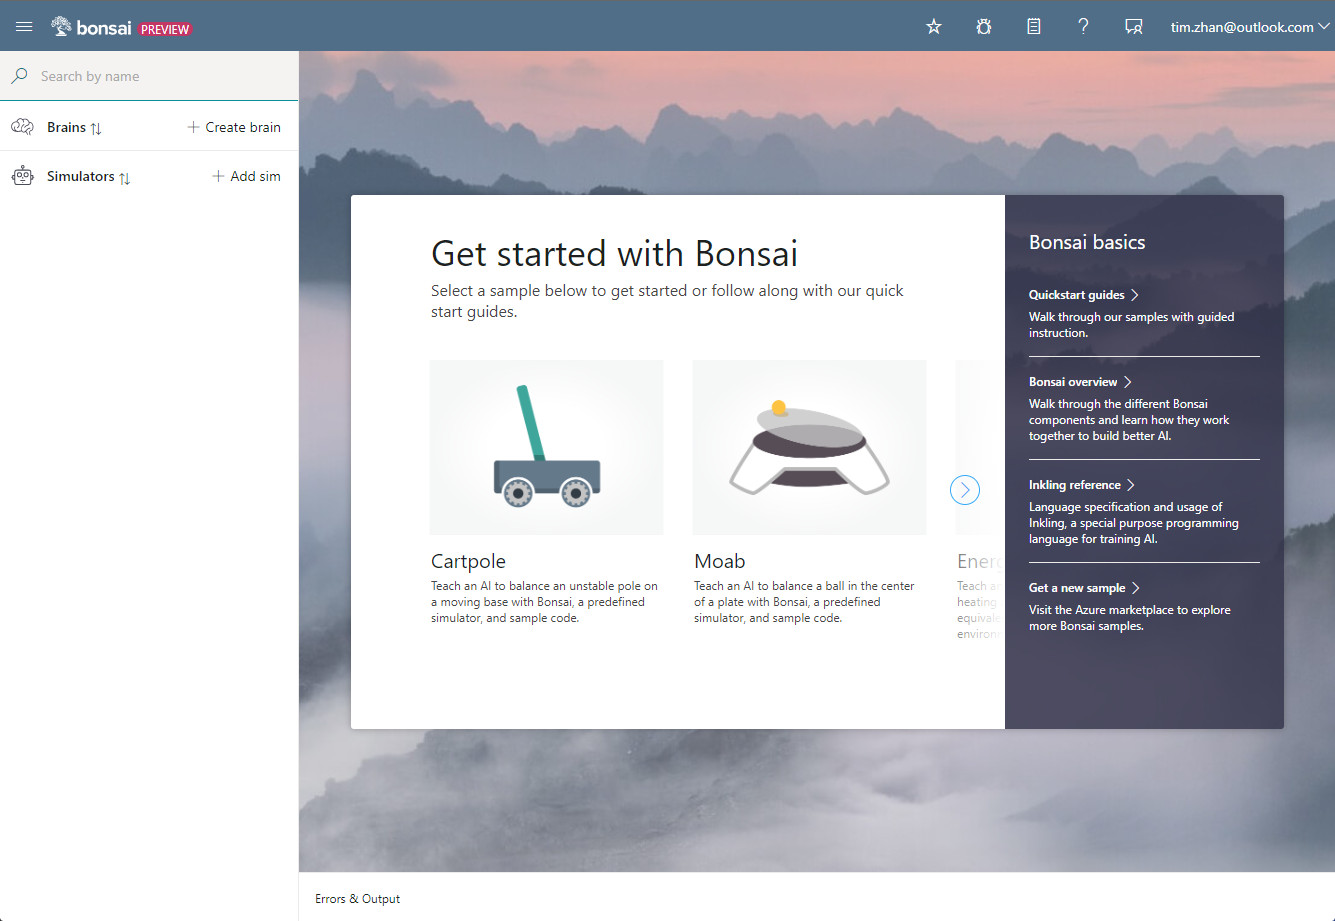 bonsai PREVIEW
tim.zhan@outlook.com
Search by name
Brains
Create brain
Simulators
Add sim
Get started with Bonsai
Select a sample below to get started or follow along with our quick
start guides.
Cartpole
Teach an AI to balance an unstable pole on
a moving base with Bonsai, a predefined
simulator, and sample code.
Moab
Teach an AI to balance a ball in the center
of a plate with Bonsai, a predefined
simulator, and sample code.
Ener
Teach a
heating
equivale
environ
Bonsai basics
Quickstart guides
Walk through our samples with guided
instruction.
Bonsai overview
Walk through the different Bonsai
components and learn how they work
together to build better AI.
Inkling reference
Language specification and usage of
Inkling, a special purpose programming
language for training AI.
Get a new sample
Visit the Azure marketplace to explore
more Bonsai samples.
Errors & Output